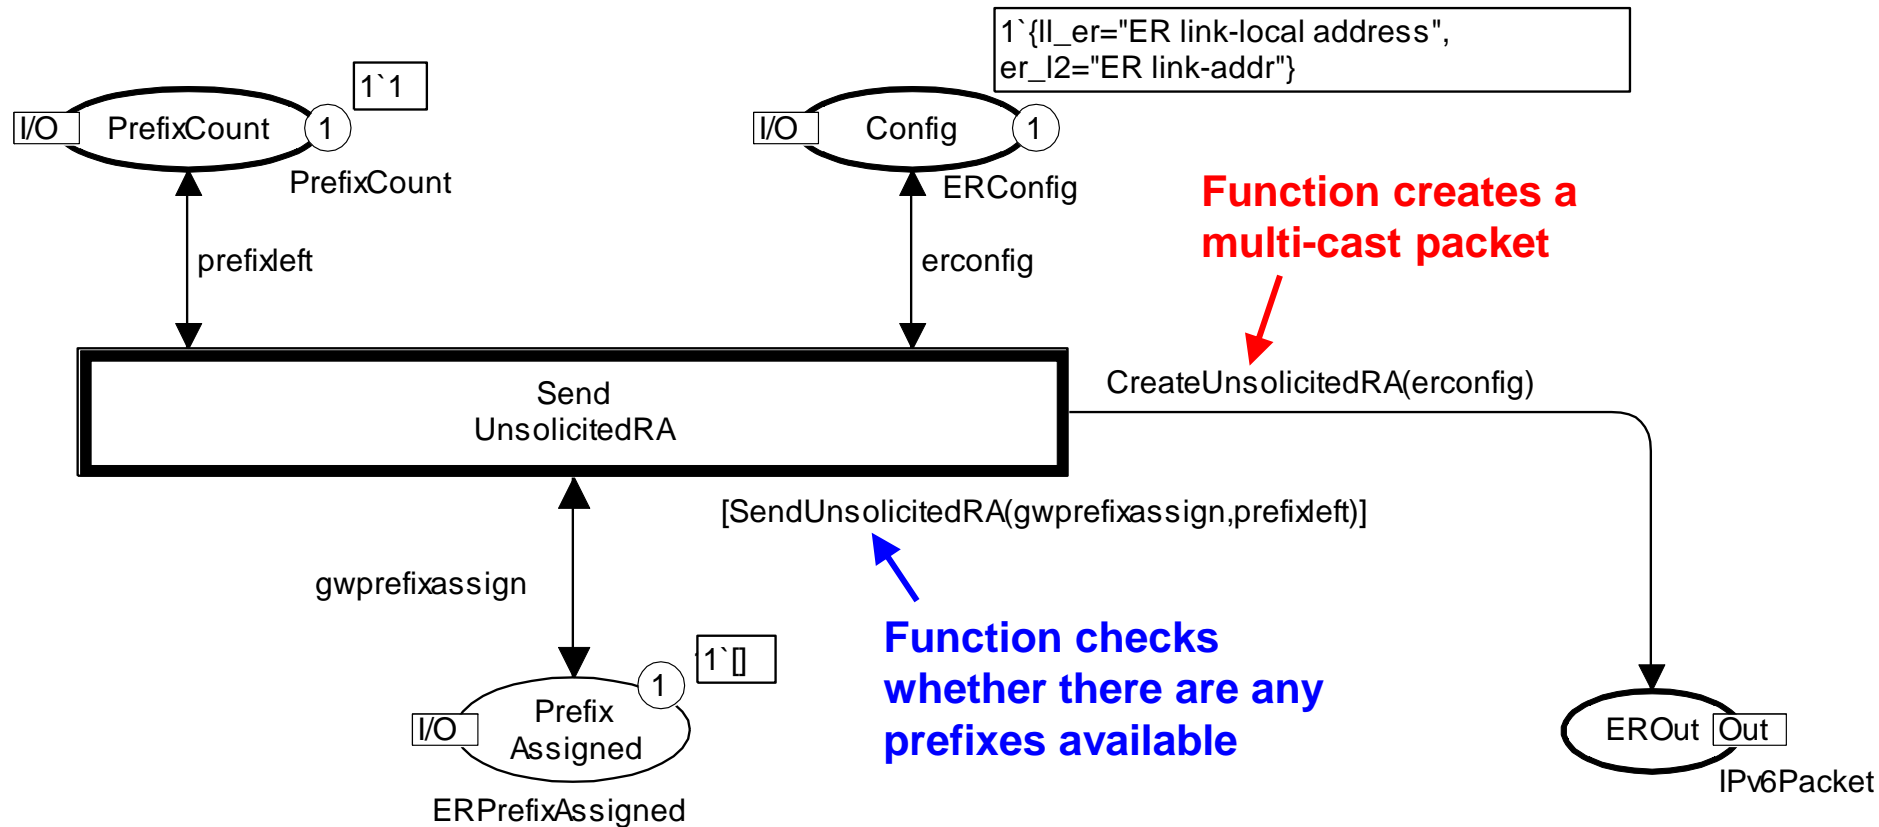 1`{ll_er="ER link-local address",
er_l2="ER link-addr"}
1`1
I/O
PrefixCount
1
PrefixCount
I/O
Config
1
ERConfig
Function creates a
multi-cast packet
prefixleft
erconfig
Send
UnsolicitedRA
CreateUnsolicitedRA(erconfig)
[SendUnsolicitedRA(gwprefixassign,prefixleft)]
gwprefixassign
Function checks
whether there are any
prefixes available
1`[]
1
I/O
Prefix
Assigned
ERPrefixAssigned
EROut
Out
IPv6Packet